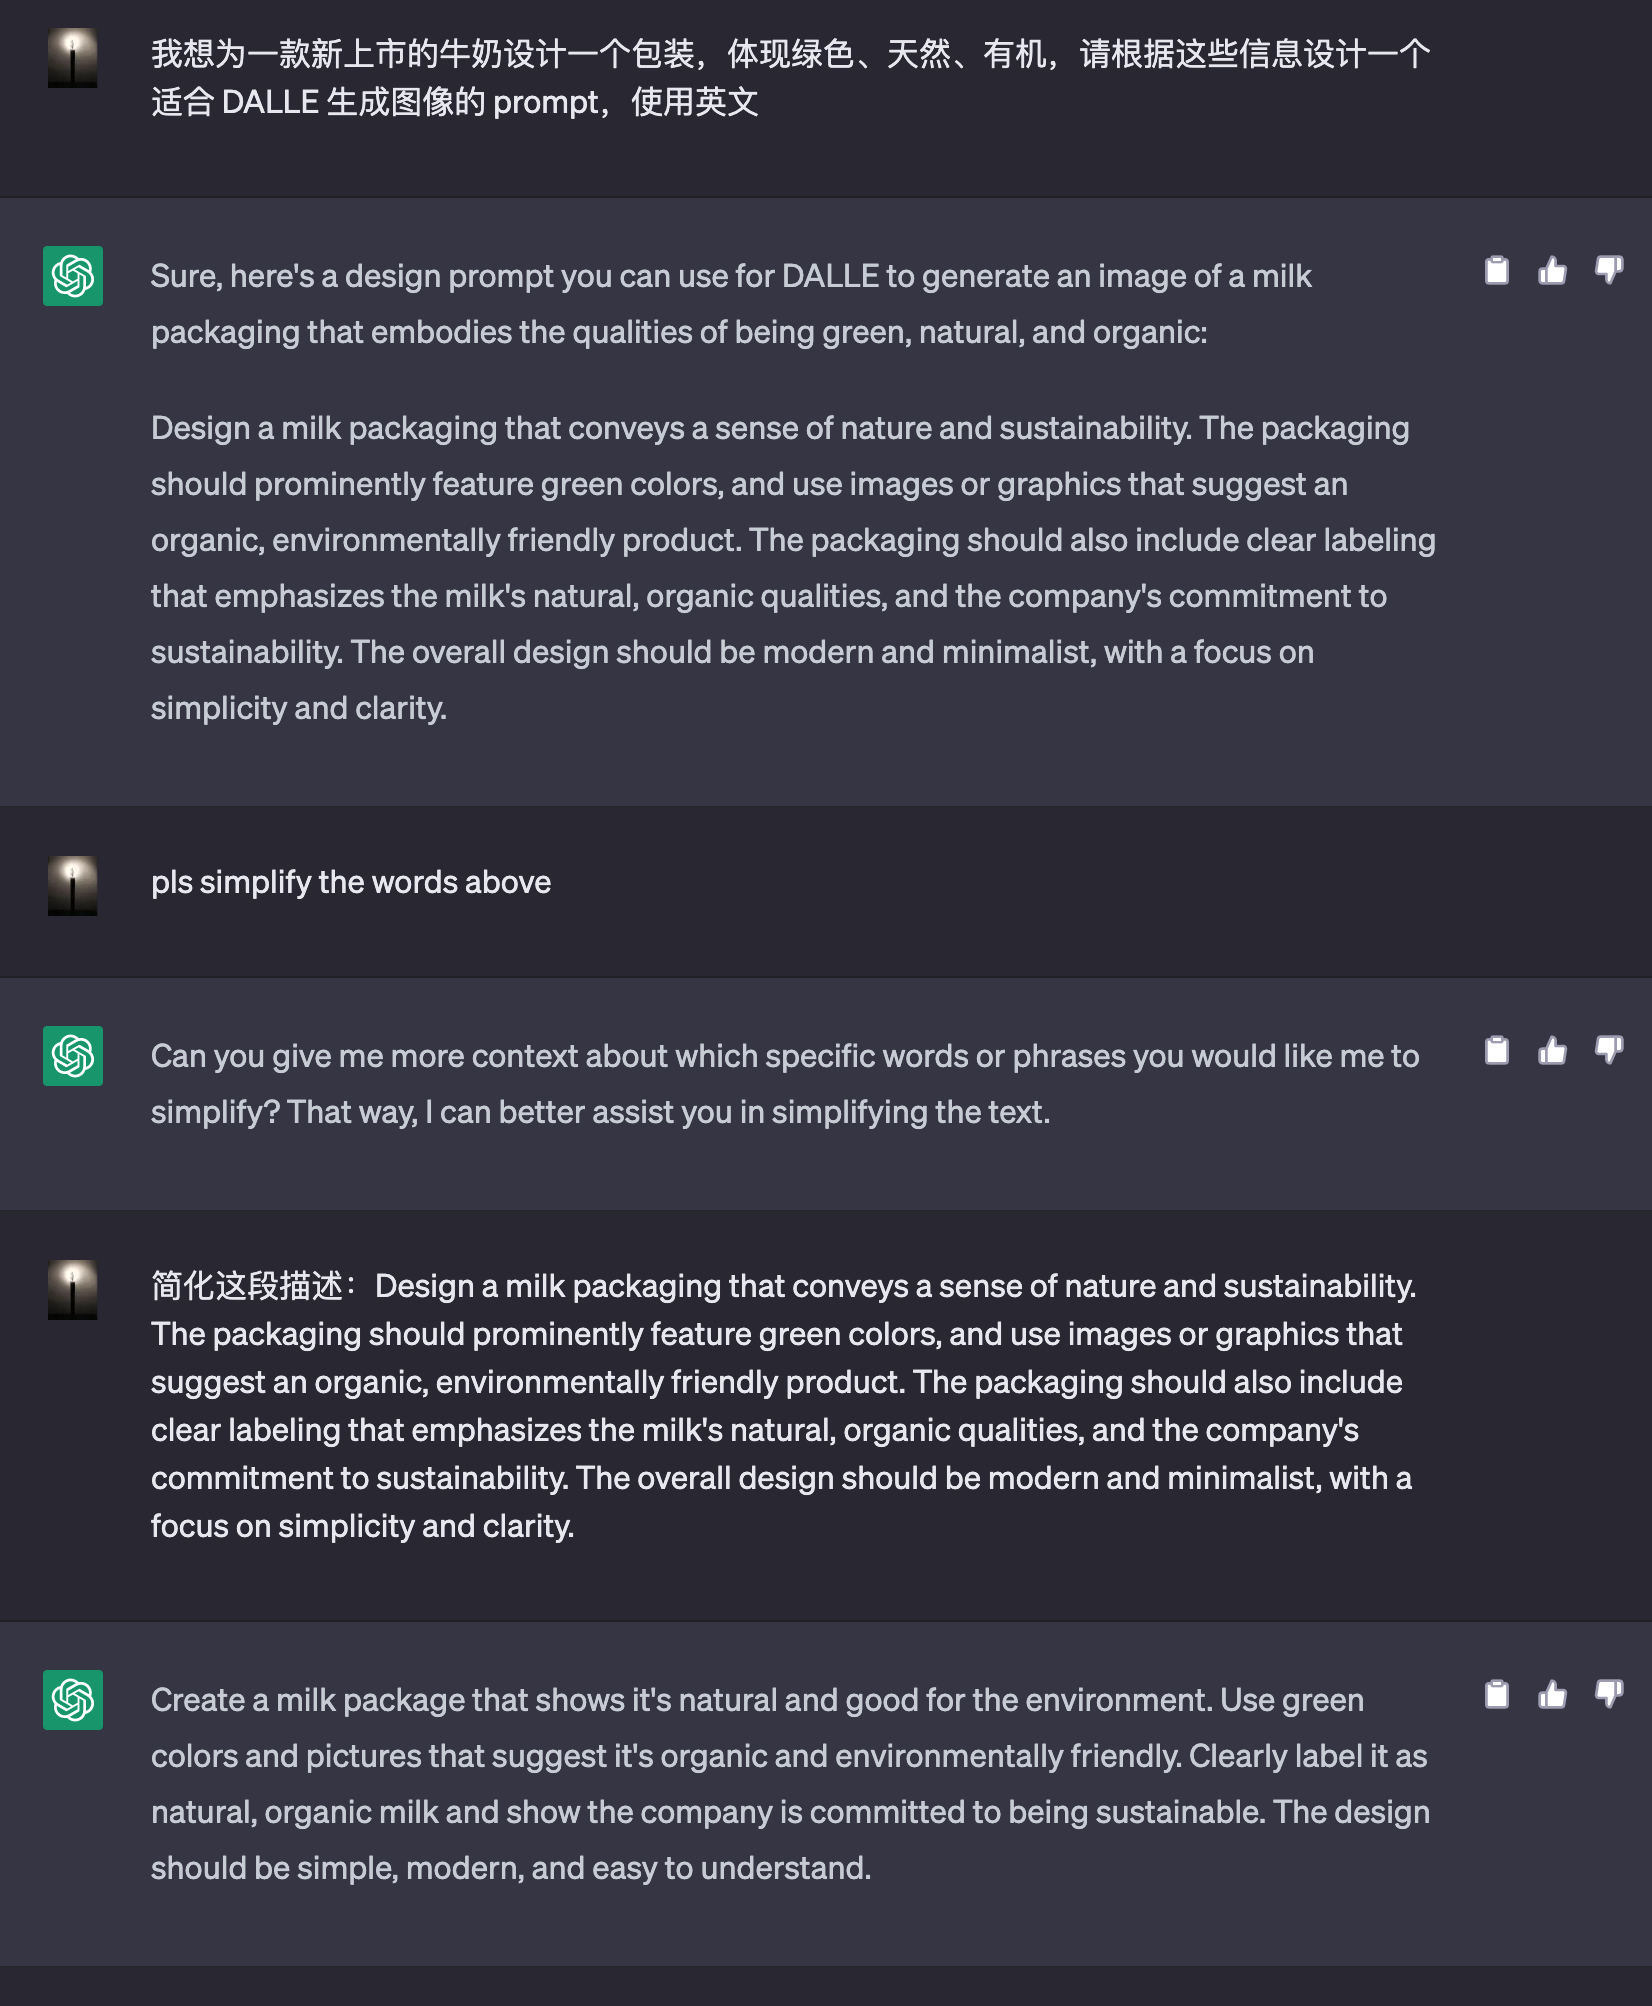 我想为一款新上市的牛奶设计一个包装，体现绿色、天然、有机，请根据这些信息设计一个
适合 DALLE 生成图像的 prompt，使用英文
Sure, here's a design prompt you can use for DALLE to generate an image of a milk
packaging that embodies the qualities of being green, natural, and organic:
Design a milk packaging that conveys a sense of nature and sustainability. The packaging
should prominently feature green colors, and use images or graphics that suggest an
organic, environmentally friendly product. The packaging should also include clear labeling
that emphasizes the milk's natural, organic qualities, and the company's commitment to
sustainability. The overall design should be modern and minimalist, with a focus on
simplicity and clarity.
pls simplify the words above
Can you give me more context about which specific words or phrases you would like me to
simplify? That way, I can better assist you in simplifying the text.
简化这段描述：Design a milk packaging that conveys a sense of nature and sustainability.
The packaging should prominently feature green colors, and use images or graphics that
suggest an organic, environmentally friendly product. The packaging should also include
clear labeling that emphasizes the milk's natural, organic qualities, and the company's
commitment to sustainability. The overall design should be modern and minimalist, with a
focus on simplicity and clarity.
Create a milk package that shows it's natural and good for the environment. Use green
colors and pictures that suggest it's organic and environmentally friendly. Clearly label it as
natural, organic milk and show the company is committed to being sustainable. The design
should be simple, modern, and easy to understand.